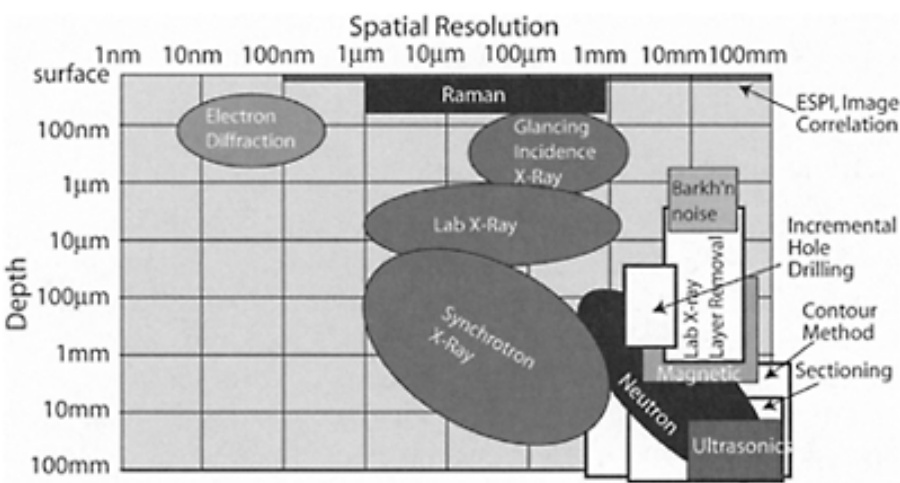 Spatial Resolution
1nm 10nm 100nm 1µm 10µm 100µm 1mm 10mm 100mm
surface
Raman
ESPI, Image
Correlation
Electron
Diffraction
100nm
Glancing
Incidence
X-Ray
1µm
Barkh'n
noise
Lab X-Ray
10µm
Incremental
Hole
Drilling
Depth
100µm
Lab X-ray
Layer Removal
Contour
Method
Synchrotron
X-Ray
1mm
Magnetic
Sectioning
Neutron
10mm
Ultrasonics
100mm